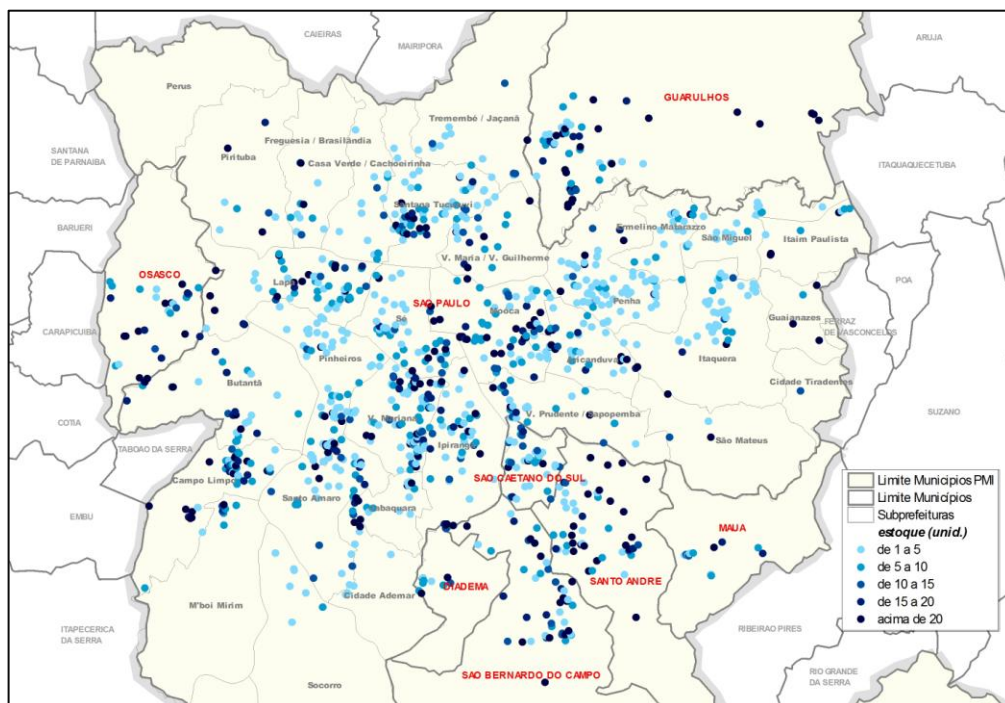 CAIEIRAS
MAIRIPORA
ARUJA
Perus
GUARULHOS
Tremembé / Jaçanã
Freguesia / Brasilândia
Pirituba
Casa Verde / Cachoeirinha
SANTANA
DE PARNAIBA
ITAQUAQUECETUBA
Santana Tucuruvi
Ermelino Matarazzo
São Miguel
Itaim Paulista
BARUERI
V. Maria / V. Guilherme
POA
OSASCO
Lapa
SAO PAULO
Mooca
Penha
Sé
Guaianazes
FERRAZ
DE VASCONCELOS
CARAPICUIBA
Pinheiros
Aricanduva
Itaquera
Butantã
Cidade Tiradentes
SUZANO
COTIA
V. Mariana
V. Prudente / Sapopemba
TABOAO DA SERRA
Ipiranga
São Mateus
Campo Limpo
SAO CAETANO DO SUL
Santo Amaro
Jabaquara
EMBU
MAUA
SANTO ANDRE
DIADEMA
Cidade Ademar
M'boi Mirim
ITAPECERICA
DA SERRA
RIBEIRAO PIRES
SAO BERNARDO DO CAMPO
RIO GRANDE
DA SERRA
Socorro
Limite Municipios PMI
Limite Municípios
Subprefeituras
estoque (unid.)
de 1 a 5
de 5 a 10
de 10 a 15
de 15 a 20
acima de 20